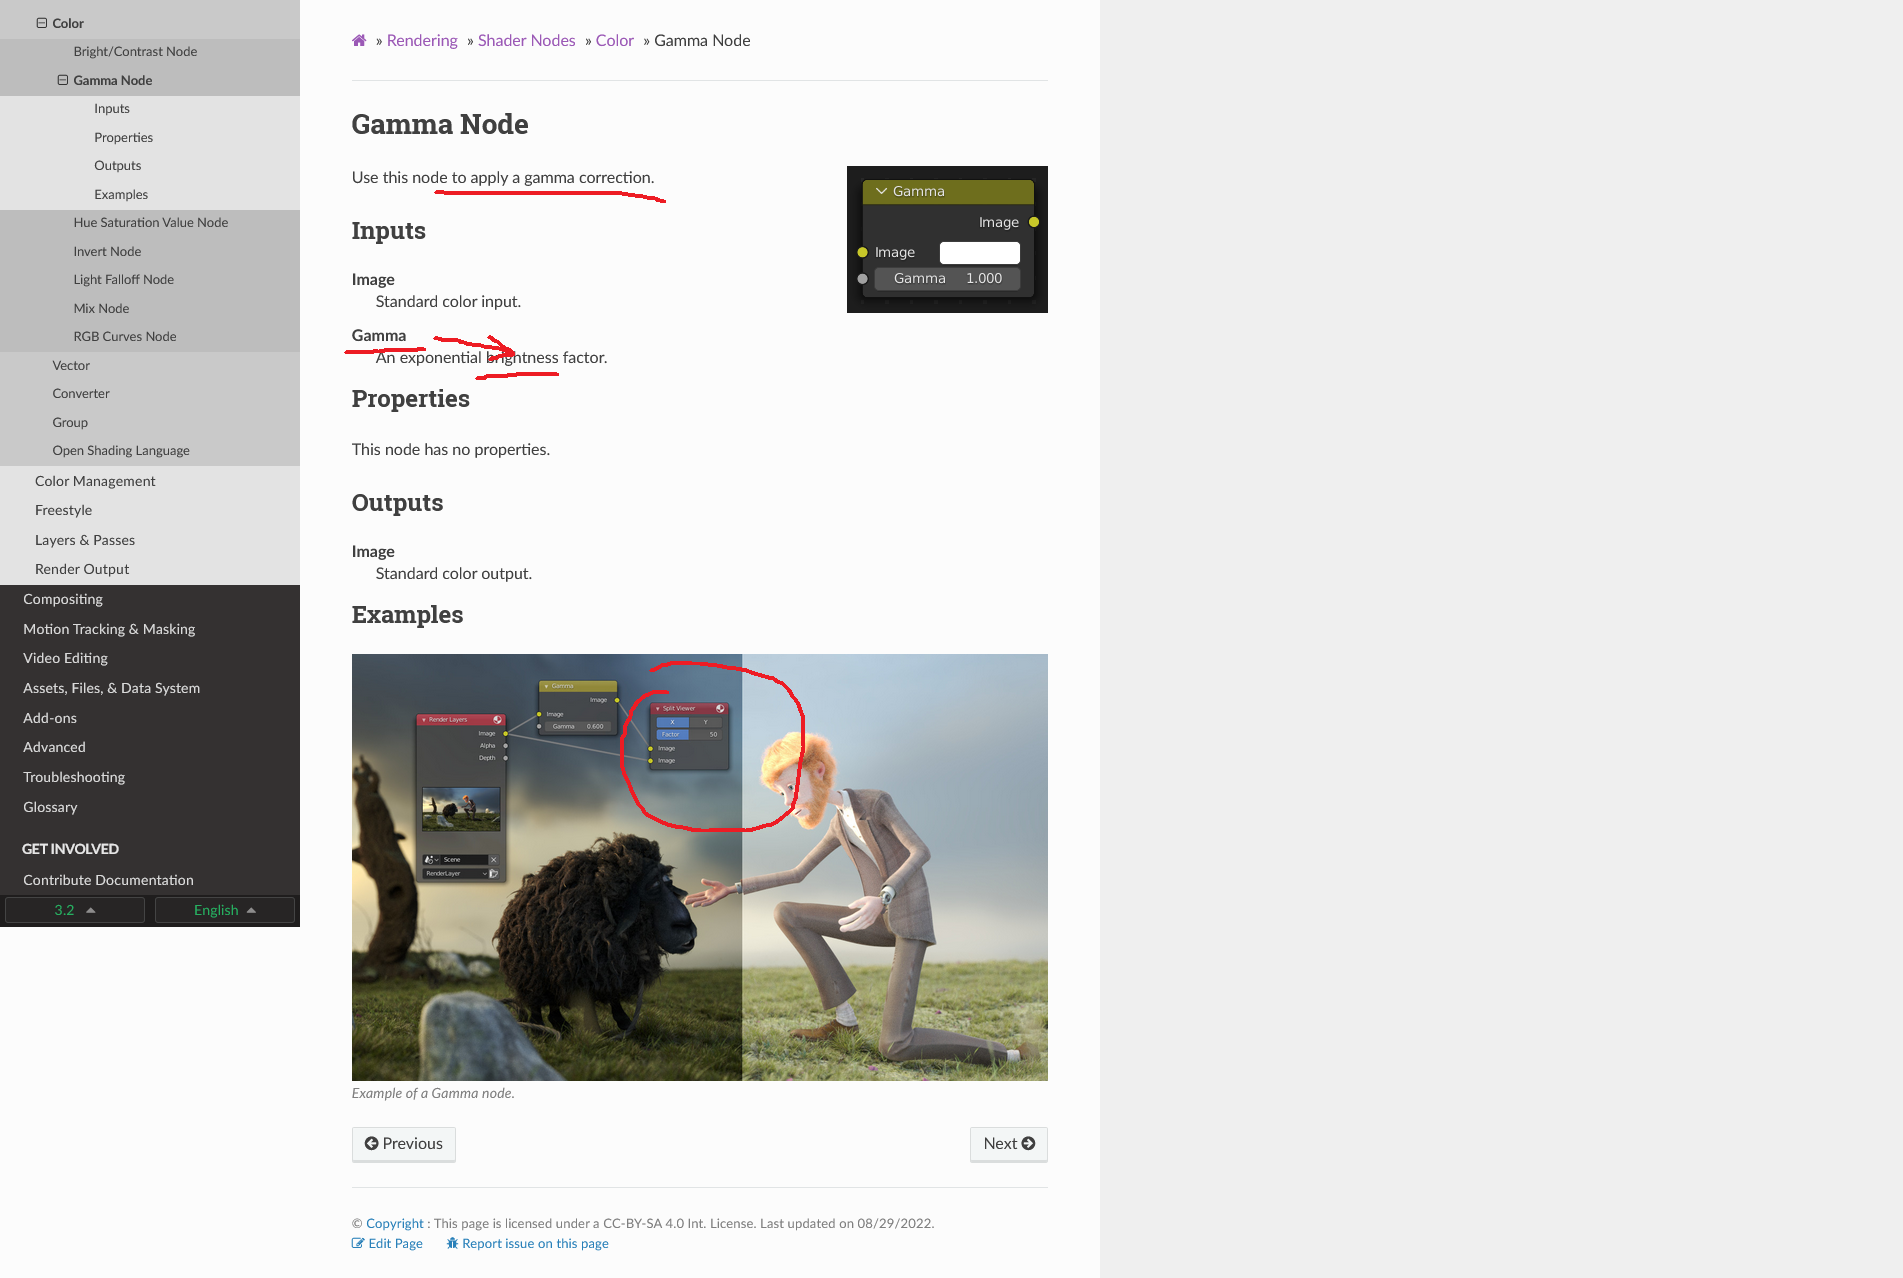 Color
Bright/Contrast Node
Gamma Node
Inputs
Properties
Outputs
Examples
Hue Saturation Value Node
Invert Node
Light Falloff Node
Mix Node
RGB Curves Node
Vector
Converter
Group
Open Shading Language
Color Management
Freestyle
Layers & Passes
Render Output
Compositing
Motion Tracking & Masking
Video Editing
Assets, Files, & Data System
Add-ons
Advanced
Troubleshooting
Glossary
GET INVOLVED
Contribute Documentation
3.2 English
» Rendering » Shader Nodes » Color » Gamma Node
Gamma Node
Use this node to apply a gamma correction.
Gamma
Image
Image
Gamma 1.000
Inputs
Image
Standard color input.
Gamma
An exponential brightness factor.
Properties
This node has no properties.
Outputs
Image
Standard color output.
Examples
Render Layers
Image
Alpha
Depth
Scene
RenderLayer
Gamma
Image
Image
Gamma 0.600
Split Viewer
X Y
Factor 50
Image
Image
Example of a Gamma node.
Previous
Next
© Copyright : This page is licensed under a CC-BY-SA 4.0 Int. License. Last updated on 08/29/2022.
Edit Page Report issue on this page